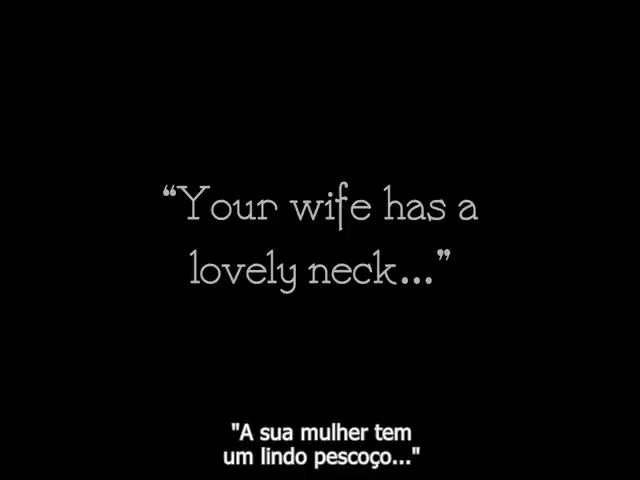 “Your wife has a
lovely neck...”
"A sua mulher tem
um lindo pescoço..."